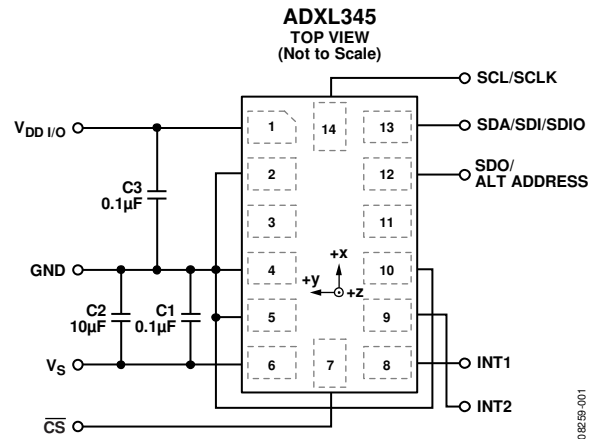 ADXL345
TOP VIEW
(Not to Scale)
SCL/SCLK
VDD I/O
1
14
13
SDA/SDI/SDIO
2
12
SDO/
ALT ADDRESS
C3
0.1µF
3
11
+x
GND
4
10
+y
+z
C2
10µF
C1
0.1µF
5
9
VS
6
7
8
INT1
INT2
CS
08259-001